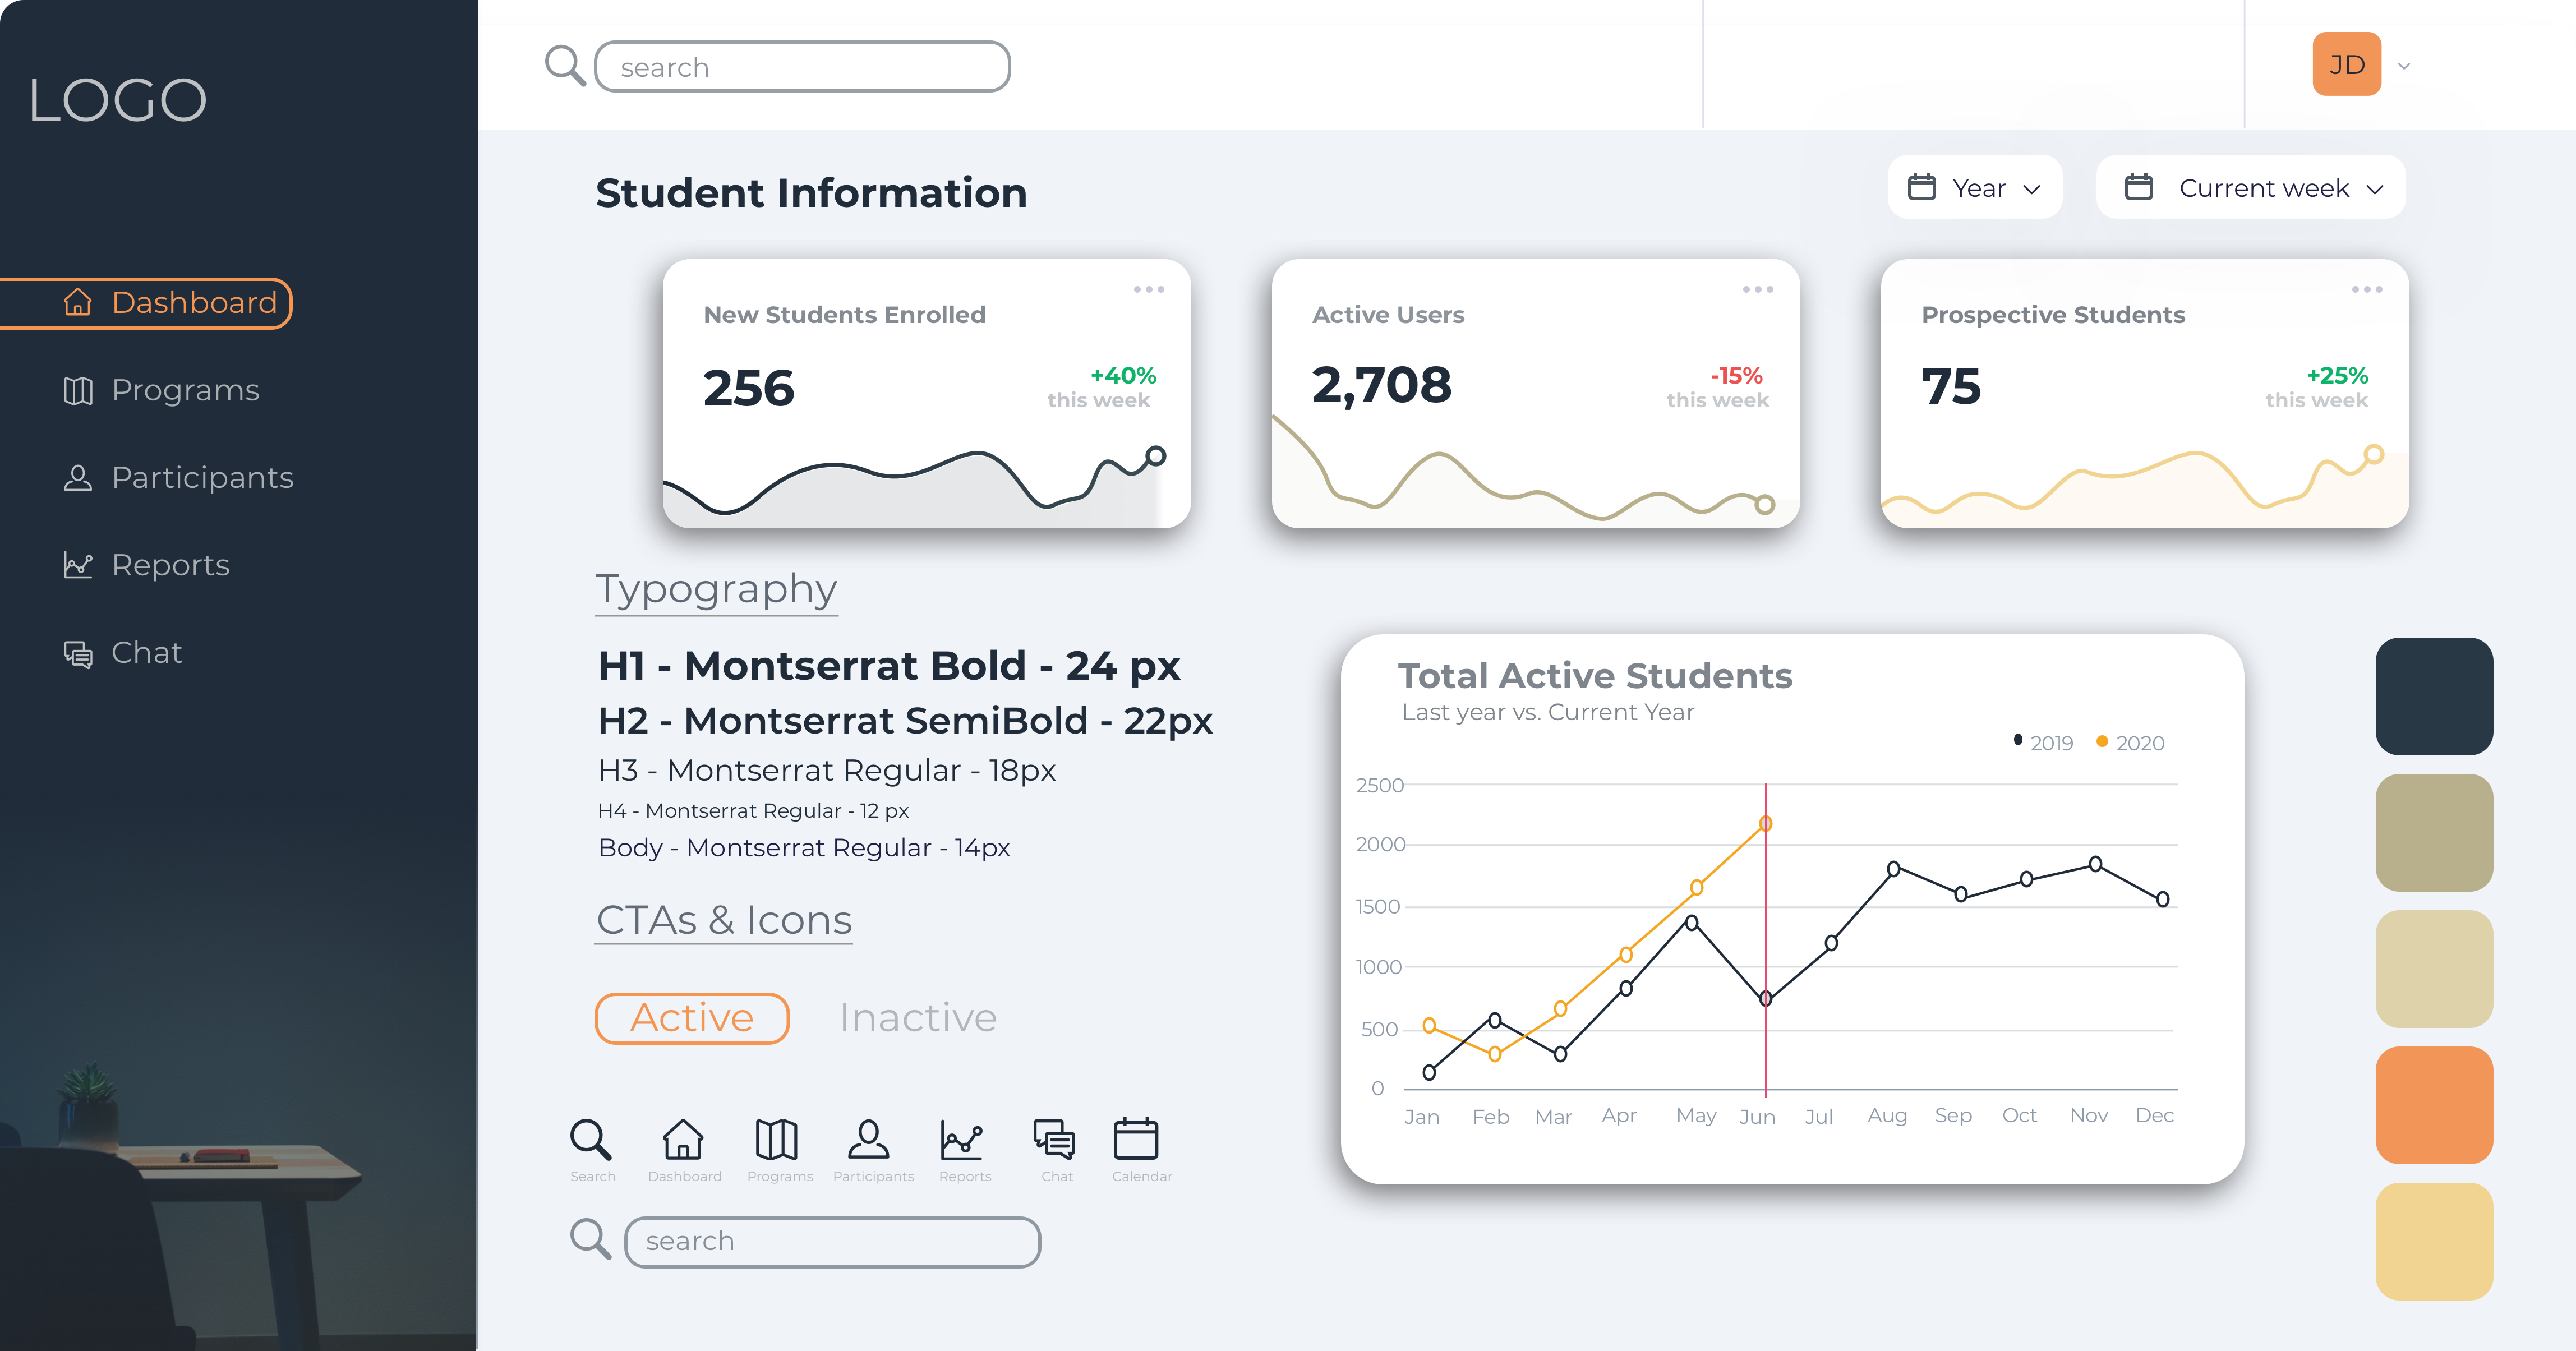 LOGO
search
JD
Dashboard
Programs
Participants
Reports
Chat
Student Information
Year
Current week
New Students Enrolled
256
+40%
this week
Active Users
2,708
-15%
this week
Prospective Students
75
+25%
this week
Typography
H1 - Montserrat Bold - 24 px
H2 - Montserrat SemiBold - 22px
H3 - Montserrat Regular - 18px
H4 - Montserrat Regular - 12 px
Body - Montserrat Regular - 14px
CTAs & Icons
Active
Inactive
Search Dashboard Programs Participants Reports Chat Calendar
search
Total Active Students
Last year vs. Current Year
2019 2020
2500
2000
1500
1000
500
0
Jan Feb Mar Apr May Jun Jul Aug Sep Oct Nov Dec